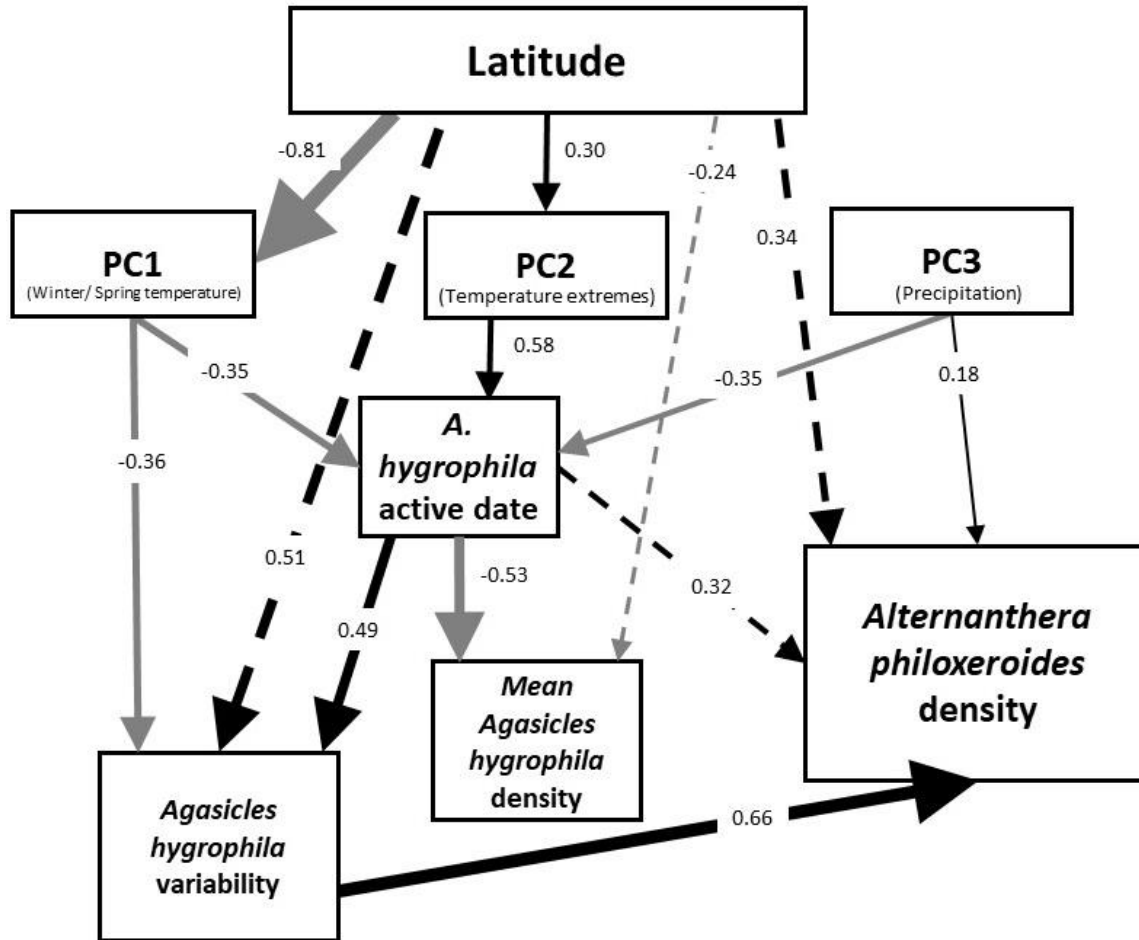 Latitude
-0.81
0.30
-0.24
0.34
PC1
(Winter/ Spring temperature)
PC2
(Temperature extremes)
PC3
(Precipitation)
-0.35
0.58
-0.35
0.18
-0.36
A.
hygrophila
active date
0.51
0.49
-0.53
0.32
Alternanthera
philoxeroides
density
Mean
Agasicles
hygrophila
density
Agasicles
hygrophila
variability
0.66